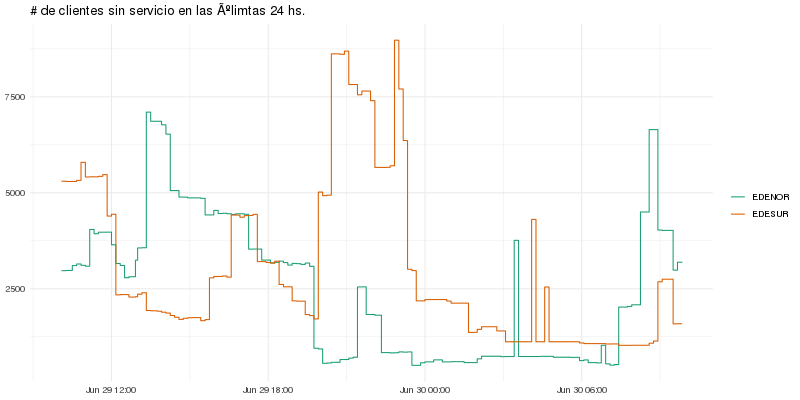 # de clientes sin servicio en las Ãºlimtas 24 hs.
7500
5000
2500
EDENOR
EDESUR
Jun 29 12:00
Jun 29 18:00
Jun 30 00:00
Jun 30 06:00